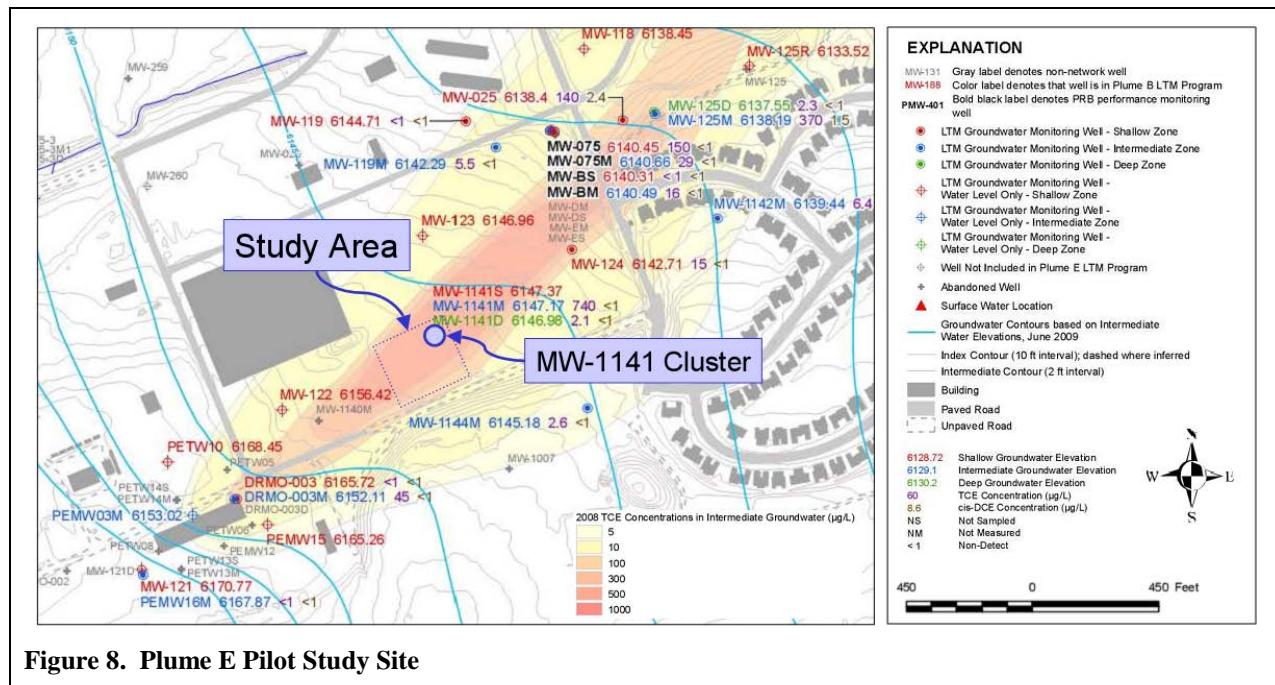 6150
MW-259
MW-118 6138.45
MW-125R 6133.52
MW-125
MW-025 6138.4 140 2.4
MW-125D 6137.55 2.3 <1
MW-125M 6138.19 370 1.5
MW-119 6144.71 <1 <1
6145
MW-119M 6142.29 5.5 <1
MW-075 6140.45 150 <1
MW-075M 6140.66 29 <1
MW-BS 6140.31 <1 <1
MW-BM 6140.49 16 <1
MW-DM
MW-DS
MW-EM
MW-ES
MW-260
MW-1142M 6139.44 6.4
MW-123 6146.96
Study Area
MW-124 6142.71 15 <1
MW-1141S 6147.37
MW-1141M 6147.17 740 <1
MW-1141D 6146.98 2.1 <1
MW-1141 Cluster
MW-122 6156.42
MW-1140M
MW-1144M 6145.18 2.6 <1
PETW10 6168.45
PETW05
MW-1007
PETW14S
PETW14M
DRMO-003 6165.72 <1 <1
DRMO-003M 6152.11 45 <1
DRMO-003D
PEMW03M 6153.02
PETW06
PEMW15 6165.26
PETW08
PEMW12
PETW13S
PETW13M
MW-121D
MW-121 6170.77
PEMW16M 6167.87 <1 <1
2008 TCE Concentrations in Intermediate Groundwater (µg/L)
5
10
100
300
500
1000
EXPLANATION
MW-131 Gray label denotes non-network well
MW-188 Color label denotes that well is in Plume B LTM Program
PMW-401 Bold black label denotes PRB performance monitoring
well
LTM Groundwater Monitoring Well - Shallow Zone
LTM Groundwater Monitoring Well - Intermediate Zone
LTM Groundwater Monitoring Well - Deep Zone
LTM Groundwater Monitoring Well -
Water Level Only - Shallow Zone
LTM Groundwater Monitoring Well -
Water Level Only - Intermediate Zone
LTM Groundwater Monitoring Well -
Water Level Only - Deep Zone
Well Not Included in Plume E LTM Program
Abandoned Well
Surface Water Location
Groundwater Contours based on Intermediate
Water Elevations, June 2009
Index Contour (10 ft interval); dashed where inferred
Intermediate Contour (2 ft interval)
Building
Paved Road
Unpaved Road
6128.72 Shallow Groundwater Elevation
6129.1 Intermediate Groundwater Elevation
6130.2 Deep Groundwater Elevation
60 TCE Concentration (µg/L)
8.6 cis-DCE Concentration (µg/L)
NS Not Sampled
NM Not Measured
<1 Non-Detect
N
W E
S
450 0 450 Feet
Figure 8. Plume E Pilot Study Site